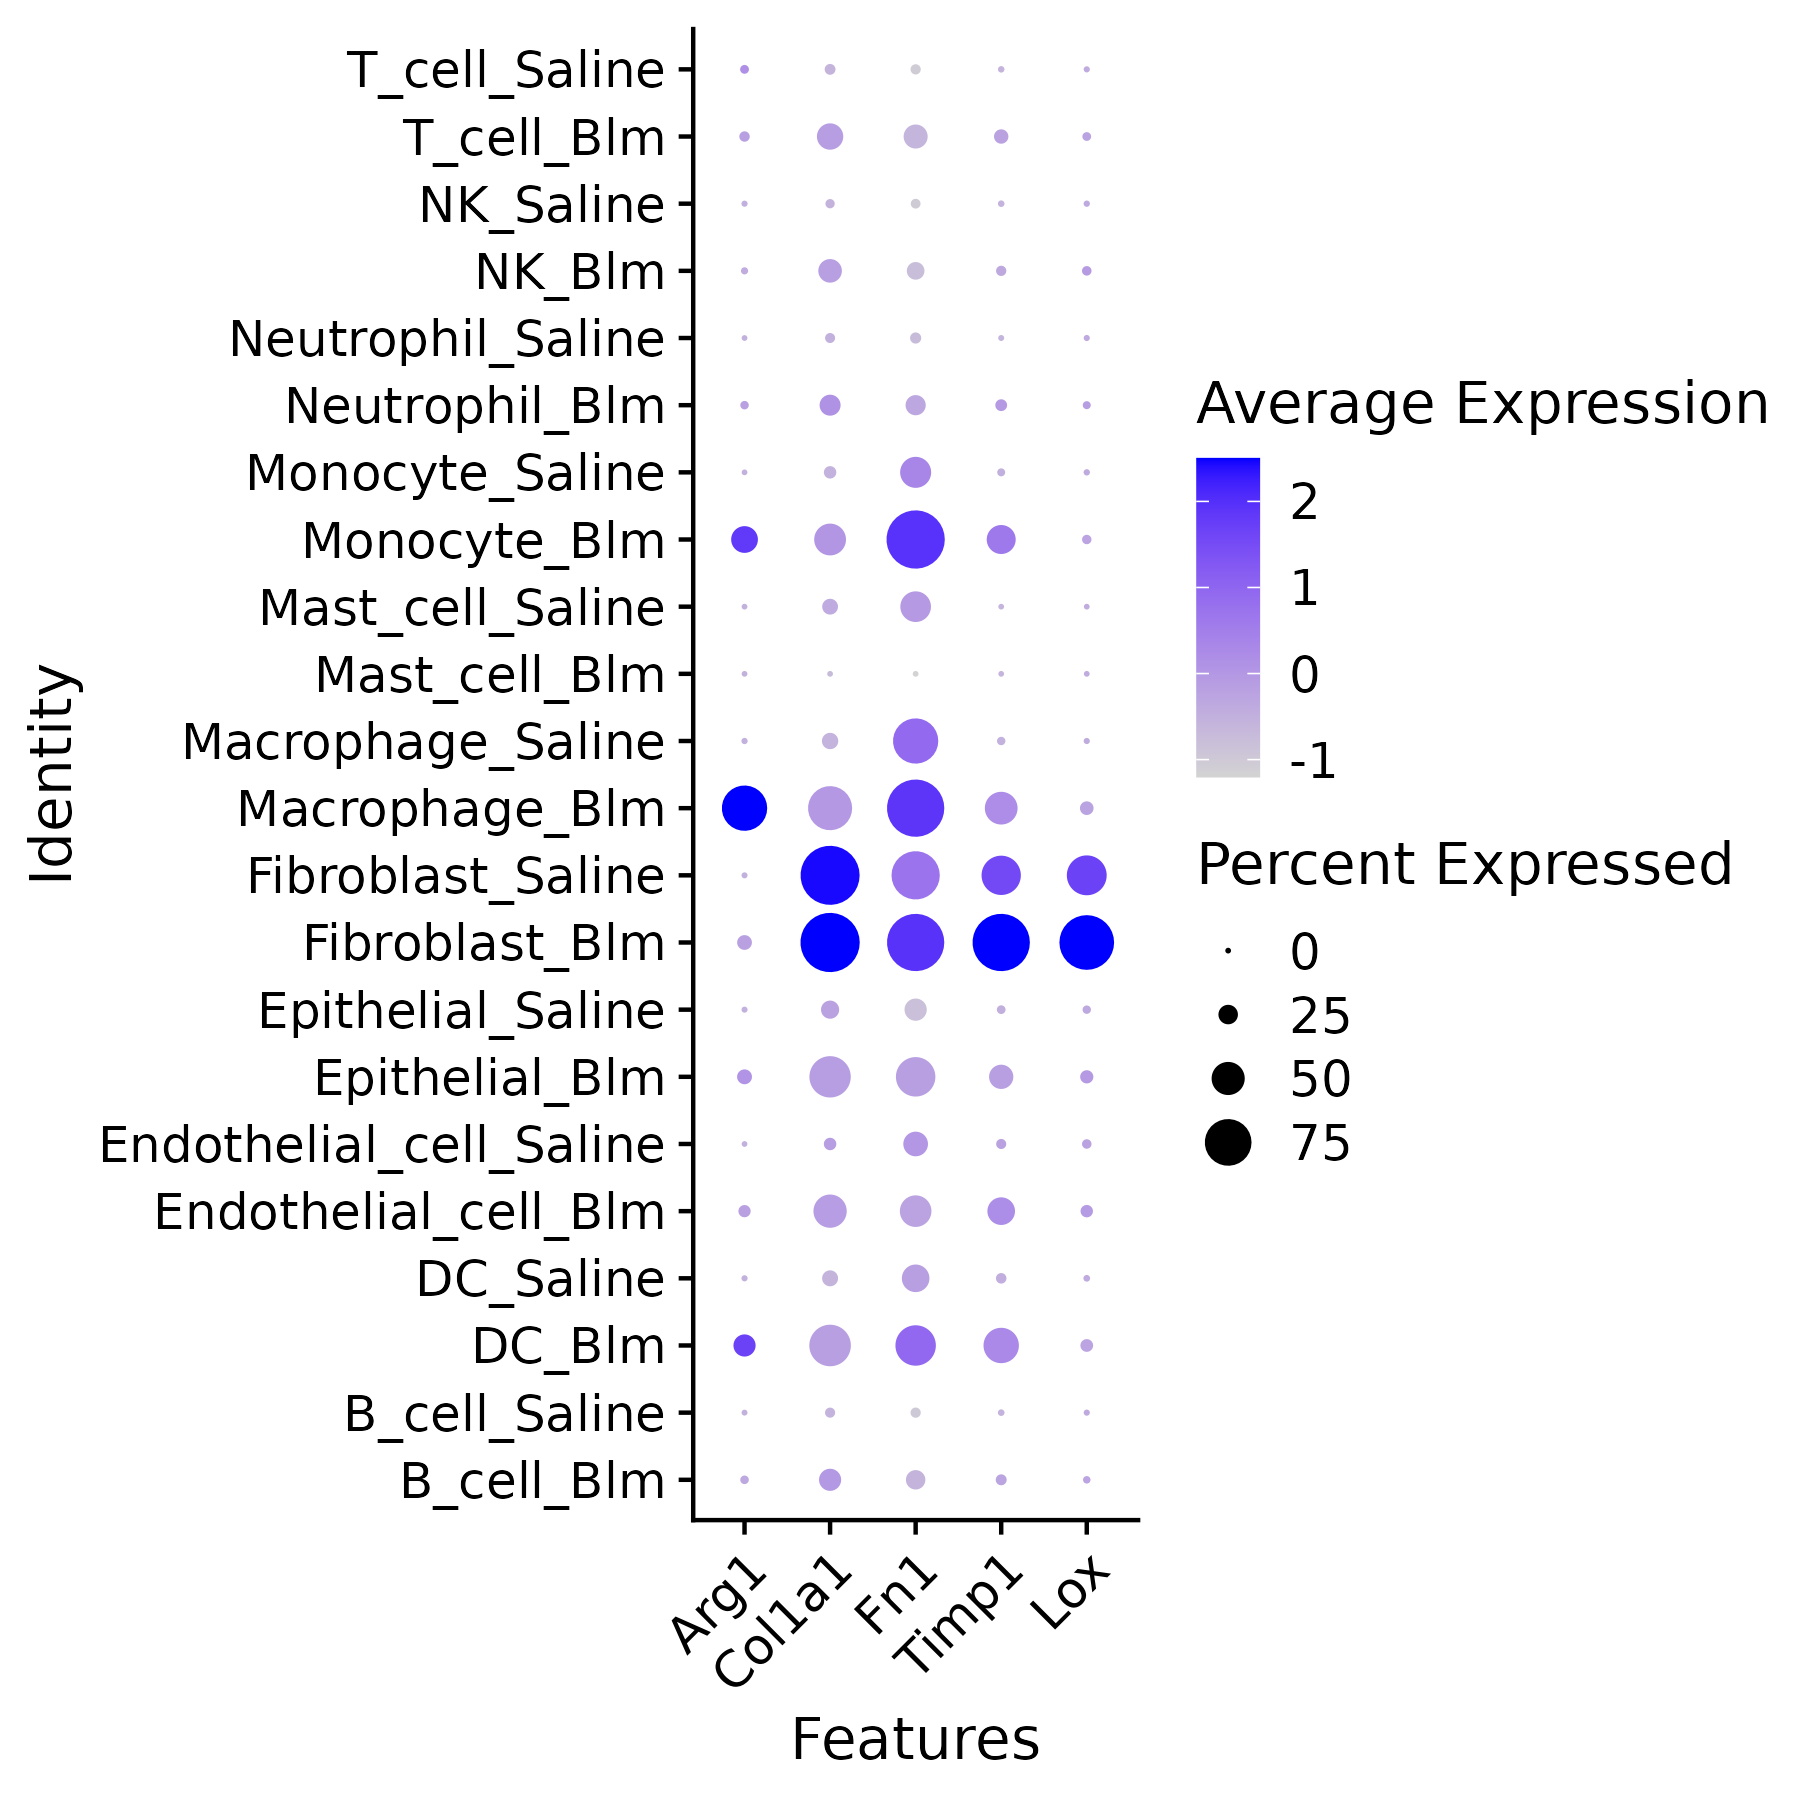 Identity
T_cell_Saline
T_cell_Blm
NK_Saline
NK_Blm
Neutrophil_Saline
Neutrophil_Blm
Monocyte_Saline
Monocyte_Blm
Mast_cell_Saline
Mast_cell_Blm
Macrophage_Saline
Macrophage_Blm
Fibroblast_Saline
Fibroblast_Blm
Epithelial_Saline
Epithelial_Blm
Endothelial_cell_Saline
Endothelial_cell_Blm
DC_Saline
DC_Blm
B_cell_Saline
B_cell_Blm
Arg1
Col1a1
Fn1
Timp1
Lox
Features
Average Expression
2
1
0
-1
Percent Expressed
0
25
50
75